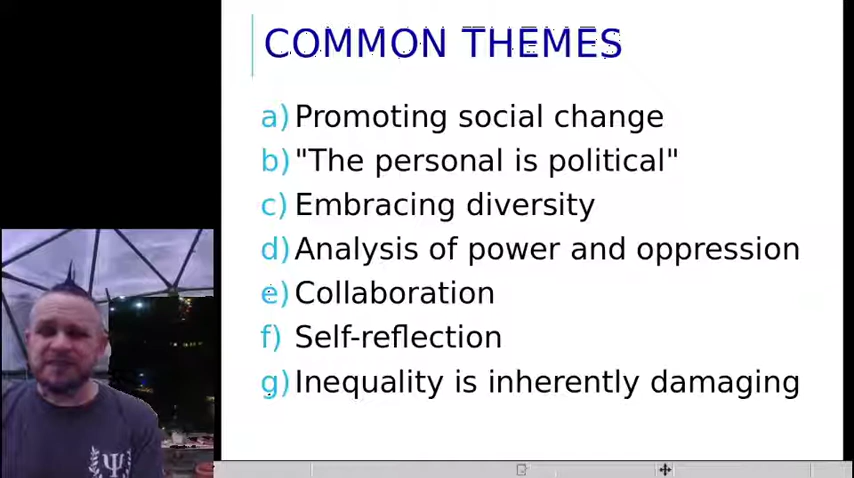 COMMON THEMES
a) Promoting social change
b) "The personal is political"
c) Embracing diversity
d) Analysis of power and oppression
e) Collaboration
f) Self-reflection
g) Inequality is inherently damaging
Ψ